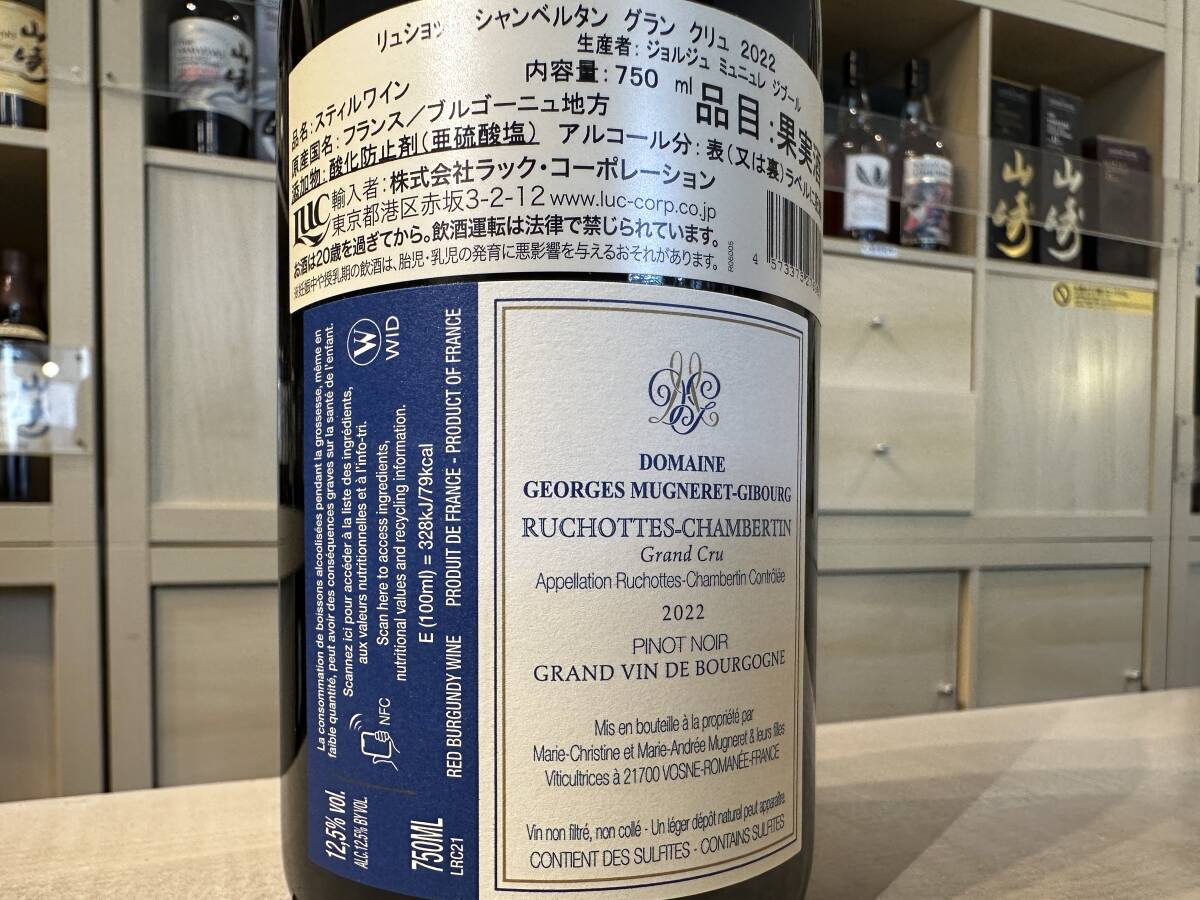 リュショット シャンベルタン グラン クリュ 2022
生産者：ジョルジュ ミュニュレ ジブール
内容量：750 ml
品目：果実酒
品名：スティルワイン
原産国名：フランス／ブルゴーニュ地方
添加物：酸化防止剤（亜硫酸塩） アルコール分：表（又は裏）ラベルに
LUC 輸入者：株式会社ラック・コーポレーション
東京都港区赤坂3-2-12 www.luc-corp.co.jp
お酒は20歳を過ぎてから。飲酒運転は法律で禁じられています。
※妊娠中や授乳期の飲酒は、胎児・乳児の発育に悪影響を与えるおそれがあります。
R06005
La consommation de boissons alcoolisées pendant la grossesse, même en
faible quantité, peut avoir des conséquences graves sur la santé de l'enfant.
Scannez ici pour accéder à la liste des ingrédients,
aux valeurs nutritionnelles et à l'info-tri.
W WID
Scan here to access ingredients,
nutritional values and recycling information.
NFC
E (100ml) = 328kJ/79kcal
RED BURGUNDY WINE PRODUIT DE FRANCE - PRODUCT OF FRANCE
12,5% vol.
ALC.12.5% BY VOL.
750ML
LRC21
DOMAINE
GEORGES MUGNERET-GIBOURG
RUCHOTTES-CHAMBERTIN
Grand Cru
Appellation Ruchottes-Chambertin Contrôlée
2022
PINOT NOIR
GRAND VIN DE BOURGOGNE
Mis en bouteille à la propriété par
Marie-Christine et Marie-Andrée Mugneret & leurs filles
Viticultrices à 21700 VOSNE-ROMANÉE-FRANCE
Vin non filtré, non collé - Un léger dépôt naturel peut apparaître.
CONTIENT DES SULFITES - CONTAINS SULFITES
山崎
山崎
山崎
山崎